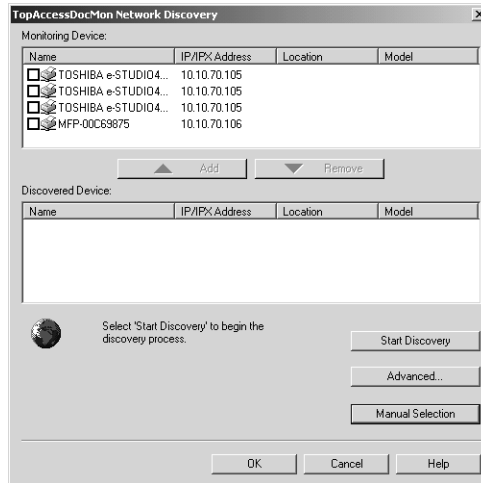 TopAccessDocMon Network Discovery
Monitoring Device:
Name IP/IPX Address Location Model
TOSHIBA e-STUDIO4... 10.10.70.105
TOSHIBA e-STUDIO4... 10.10.70.105
TOSHIBA e-STUDIO4... 10.10.70.105
MFP-00C69875 10.10.70.106
Add Remove
Discovered Device:
Name IP/IPX Address Location Model
Select 'Start Discovery' to begin the
discovery process.
Start Discovery
Advanced...
Manual Selection
OK Cancel Help